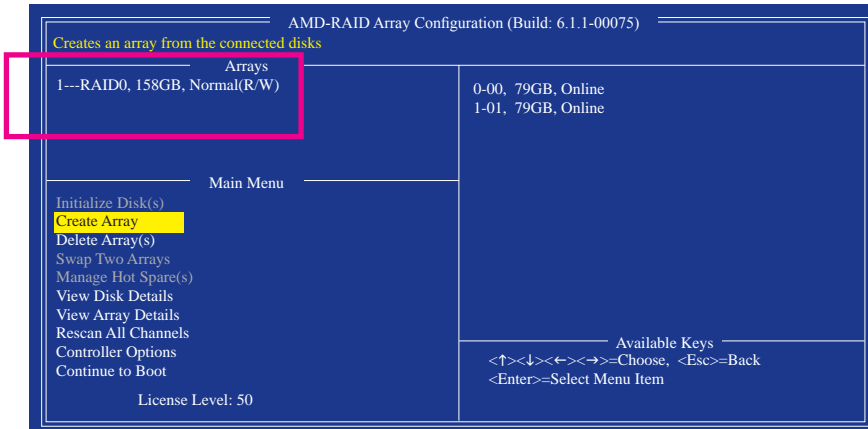 AMD-RAID Array Configuration (Build: 6.1.1-00075)
Creates an array from the connected disks
Arrays
1---RAID0, 158GB, Normal(R/W)
0-00, 79GB, Online
1-01, 79GB, Online
Main Menu
Initialize Disk(s)
Create Array
Delete Array(s)
Swap Two Arrays
Manage Hot Spare(s)
View Disk Details
View Array Details
Rescan All Channels
Controller Options
Continue to Boot
License Level: 50
Available Keys
<↑><↓><←><→>=Choose, <Esc>=Back
<Enter>=Select Menu Item